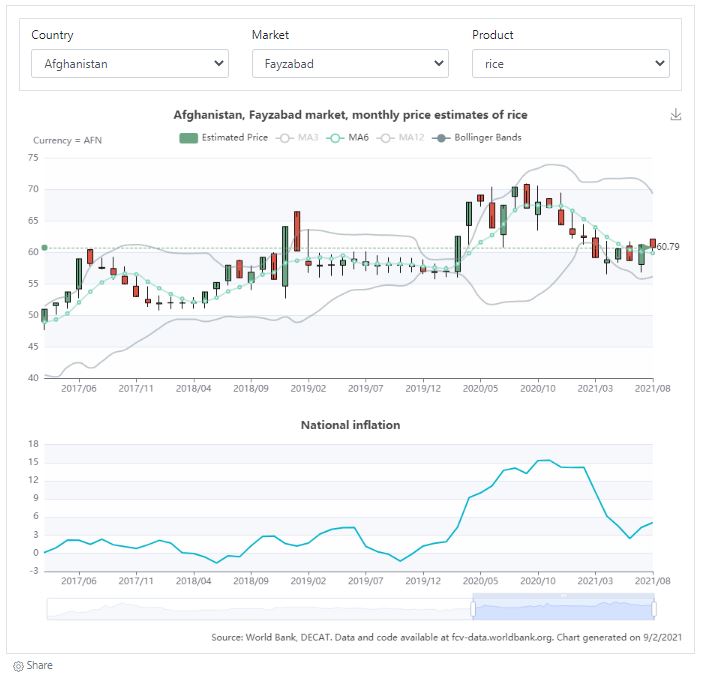 Country Market Product
Afghanistan Fayzabad rice
Afghanistan, Fayzabad market, monthly price estimates of rice
Currency = AFN Estimated Price MA3 MA6 MA12 Bollinger Bands
75
70
65
60 60.79
55
50
45
40
2017/06 2017/11 2018/04 2018/09 2019/02 2019/07 2019/12 2020/05 2020/10 2021/03 2021/08
National inflation
18
15
12
9
6
3
0
-3
2017/06 2017/11 2018/04 2018/09 2019/02 2019/07 2019/12 2020/05 2020/10 2021/03 2021/08
Source: World Bank, DECAT. Data and code available at fcv-data.worldbank.org. Chart generated on 9/2/2021
Share